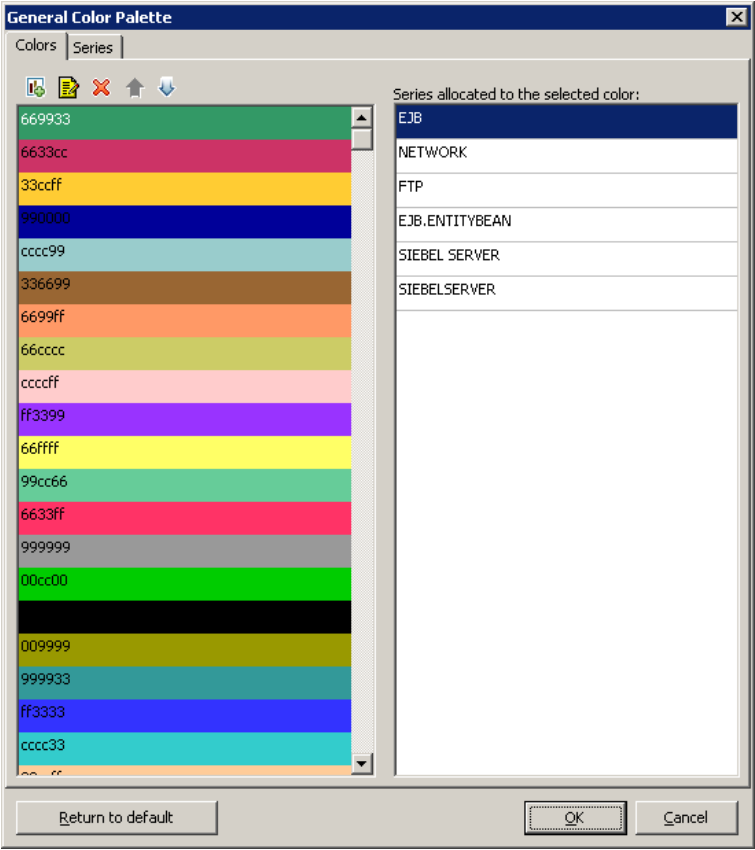 General Color Palette
Colors
Series
Series allocated to the selected color:
669933
6633cc
33ccff
990000
cccc99
336699
6699ff
66cccc
ccccff
ff3399
66ffff
99cc66
6633ff
999999
00cc00
009999
999933
ff3333
cccc33
EJB
NETWORK
FTP
EJB.ENTITYBEAN
SIEBEL SERVER
SIEBELSERVER
Return to default
OK
Cancel